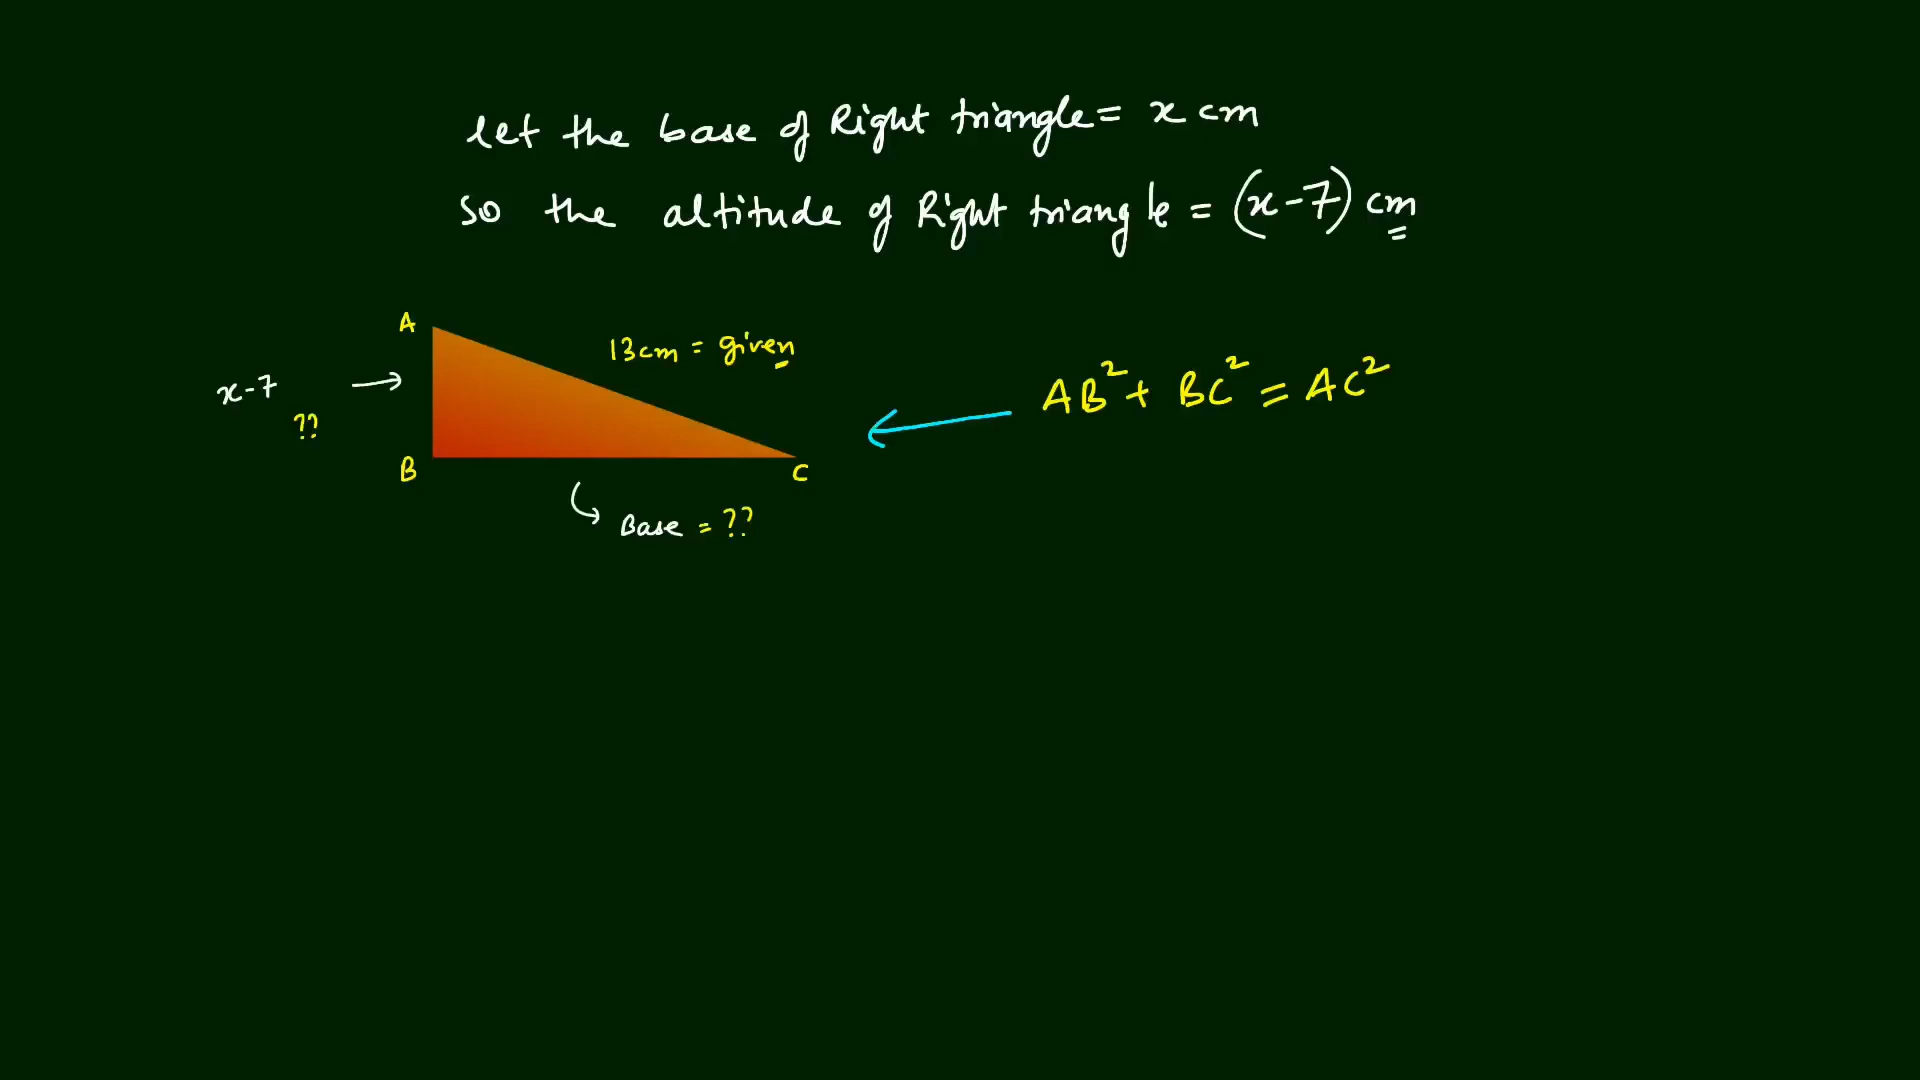 let the base of Right triangle = x cm
so the altitude of Right triangle = (x-7) cm
A
13cm = given
AB² + BC² = AC²
x-7
??
B
C
Base = ??